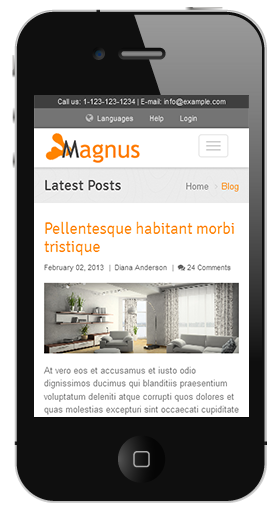 Call us: 1-123-123-1234 | E-mail: info@example.com
Languages Help Login
Magnus
Latest Posts Home > Blog
Pellentesque habitant morbi
tristique
February 02, 2013 | Diana Anderson | 24 Comments
At vero eos et accusamus et iusto odio
dignissimos ducimus qui blanditiis praesentium
voluptatum deleniti atque corrupti quos dolores et
quas molestias excepturi sint occaecati cupiditate